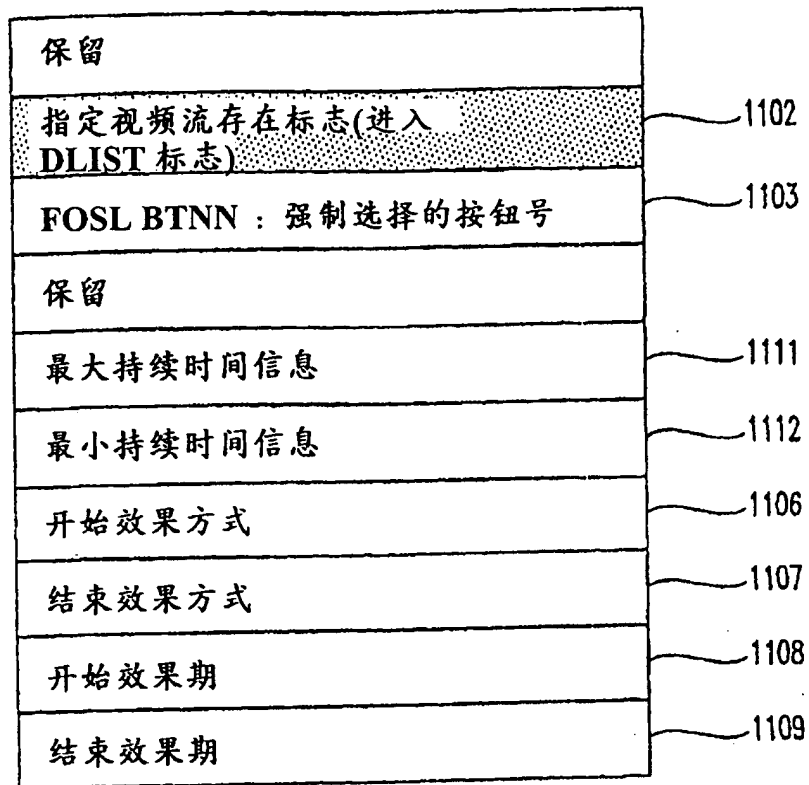 保留
指定视频流存在标志(进入
DLIST 标志)
1102
FOSL BTNN : 强制选择的按钮号
1103
保留
最大持续时间信息
1111
最小持续时间信息
1112
开始效果方式
1106
结束效果方式
1107
开始效果期
1108
结束效果期
1109